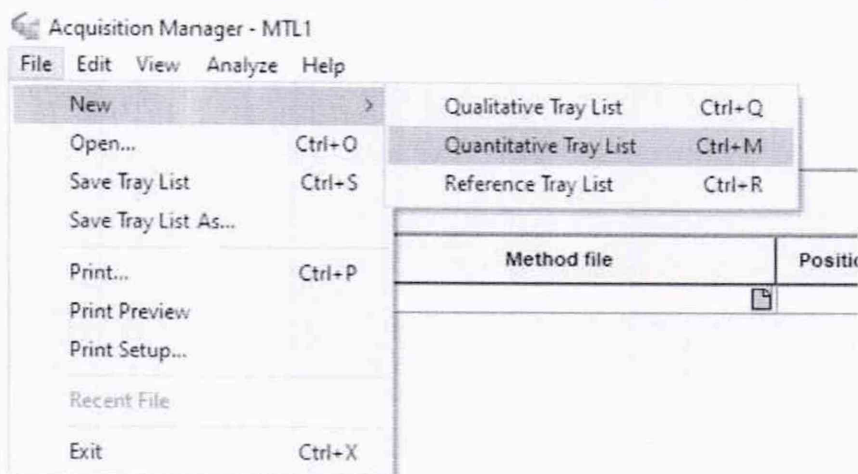 Acquisition Manager - MTL1
File Edit View Analyze Help
New >
Qualitative Tray List Ctrl+Q
Open... Ctrl+O
Quantitative Tray List Ctrl+M
Save Tray List Ctrl+S
Reference Tray List Ctrl+R
Save Tray List As...
Method file
Positio
Print... Ctrl+P
Print Preview
Print Setup...
Recent File
Exit Ctrl+X